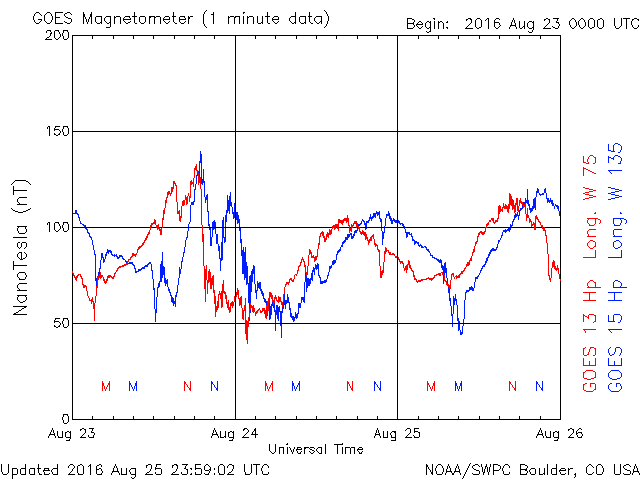 GOES Magnetometer (1 minute data)
Begin: 2016 Aug 23 0000 UTC
200
150
100
50
0
NanoTesla (nT)
M M N N M M N N M M N N
Aug 23 Aug 24 Aug 25 Aug 26
Universal Time
GOES 13 Hp Long. W 75
GOES 15 Hp Long. W 135
Updated 2016 Aug 25 23:59:02 UTC
NOAA/SWPC Boulder, CO USA